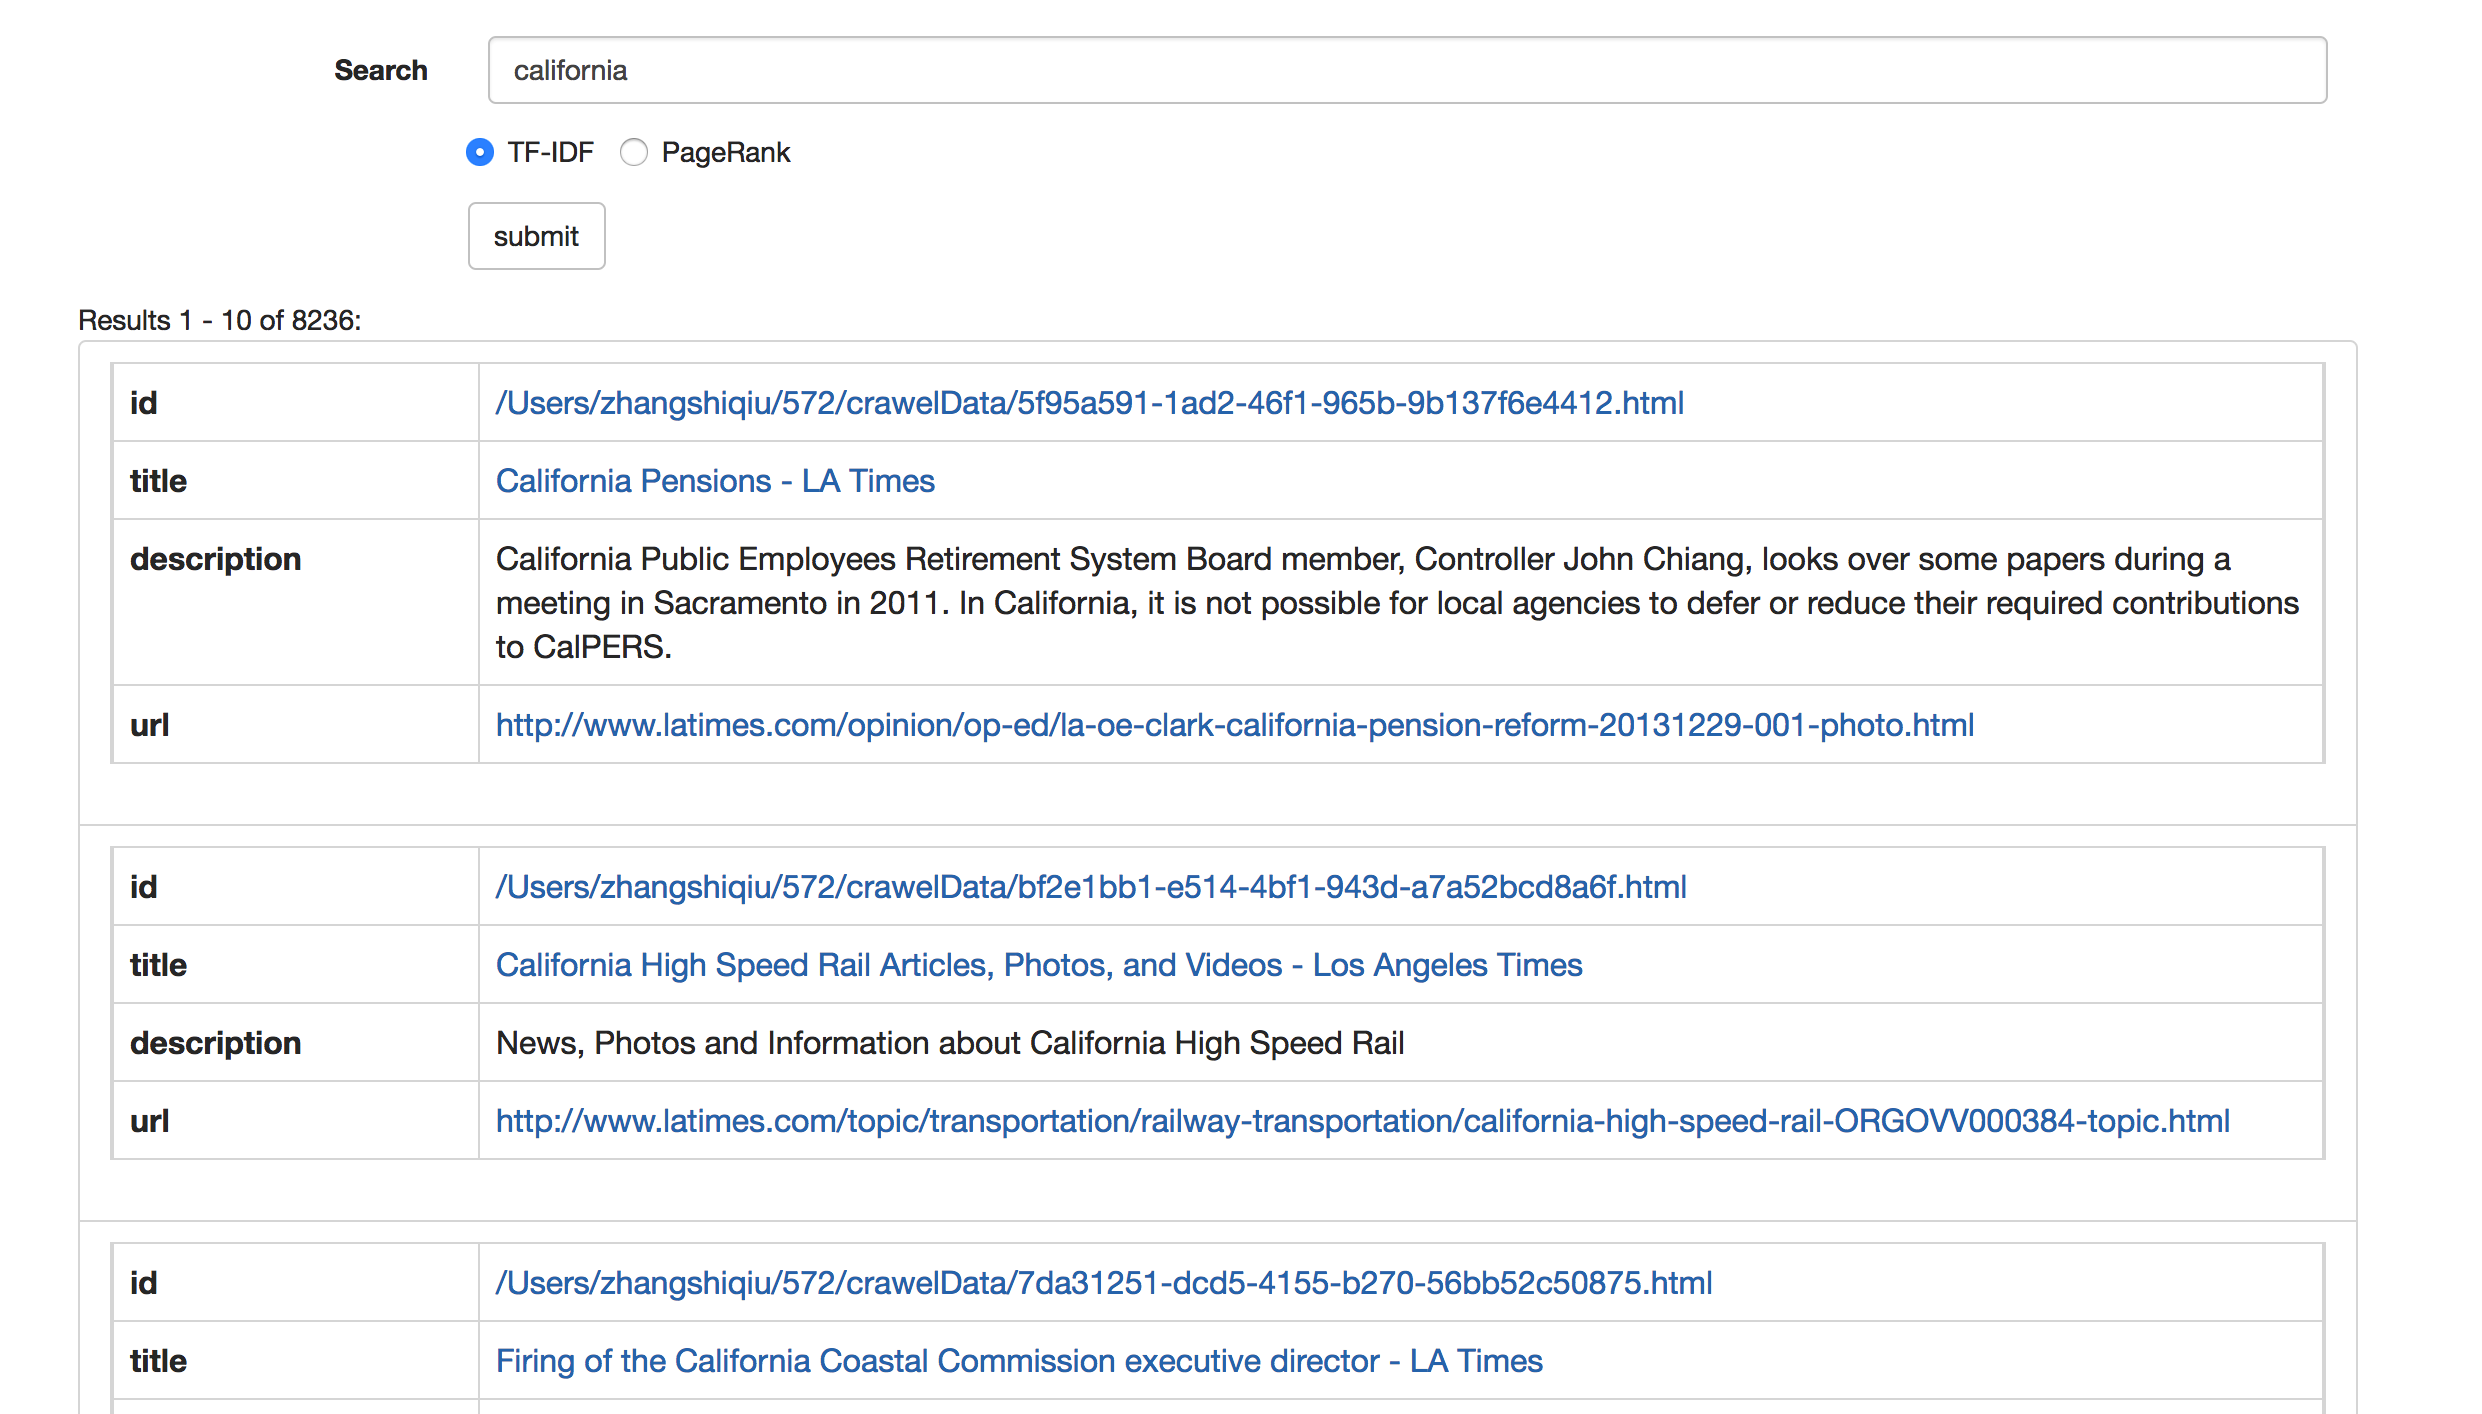 Search california
TF-IDF PageRank
submit
Results 1 - 10 of 8236:
id /Users/zhangshiqiu/572/crawelData/5f95a591-1ad2-46f1-965b-9b137f6e4412.html
title California Pensions - LA Times
description California Public Employees Retirement System Board member, Controller John Chiang, looks over some papers during a
meeting in Sacramento in 2011. In California, it is not possible for local agencies to defer or reduce their required contributions
to CalPERS.
url http://www.latimes.com/opinion/op-ed/la-oe-clark-california-pension-reform-20131229-001-photo.html
id /Users/zhangshiqiu/572/crawelData/bf2e1bb1-e514-4bf1-943d-a7a52bcd8a6f.html
title California High Speed Rail Articles, Photos, and Videos - Los Angeles Times
description News, Photos and Information about California High Speed Rail
url http://www.latimes.com/topic/transportation/railway-transportation/california-high-speed-rail-ORGOVV000384-topic.html
id /Users/zhangshiqiu/572/crawelData/7da31251-dcd5-4155-b270-56bb52c50875.html
title Firing of the California Coastal Commission executive director - LA Times